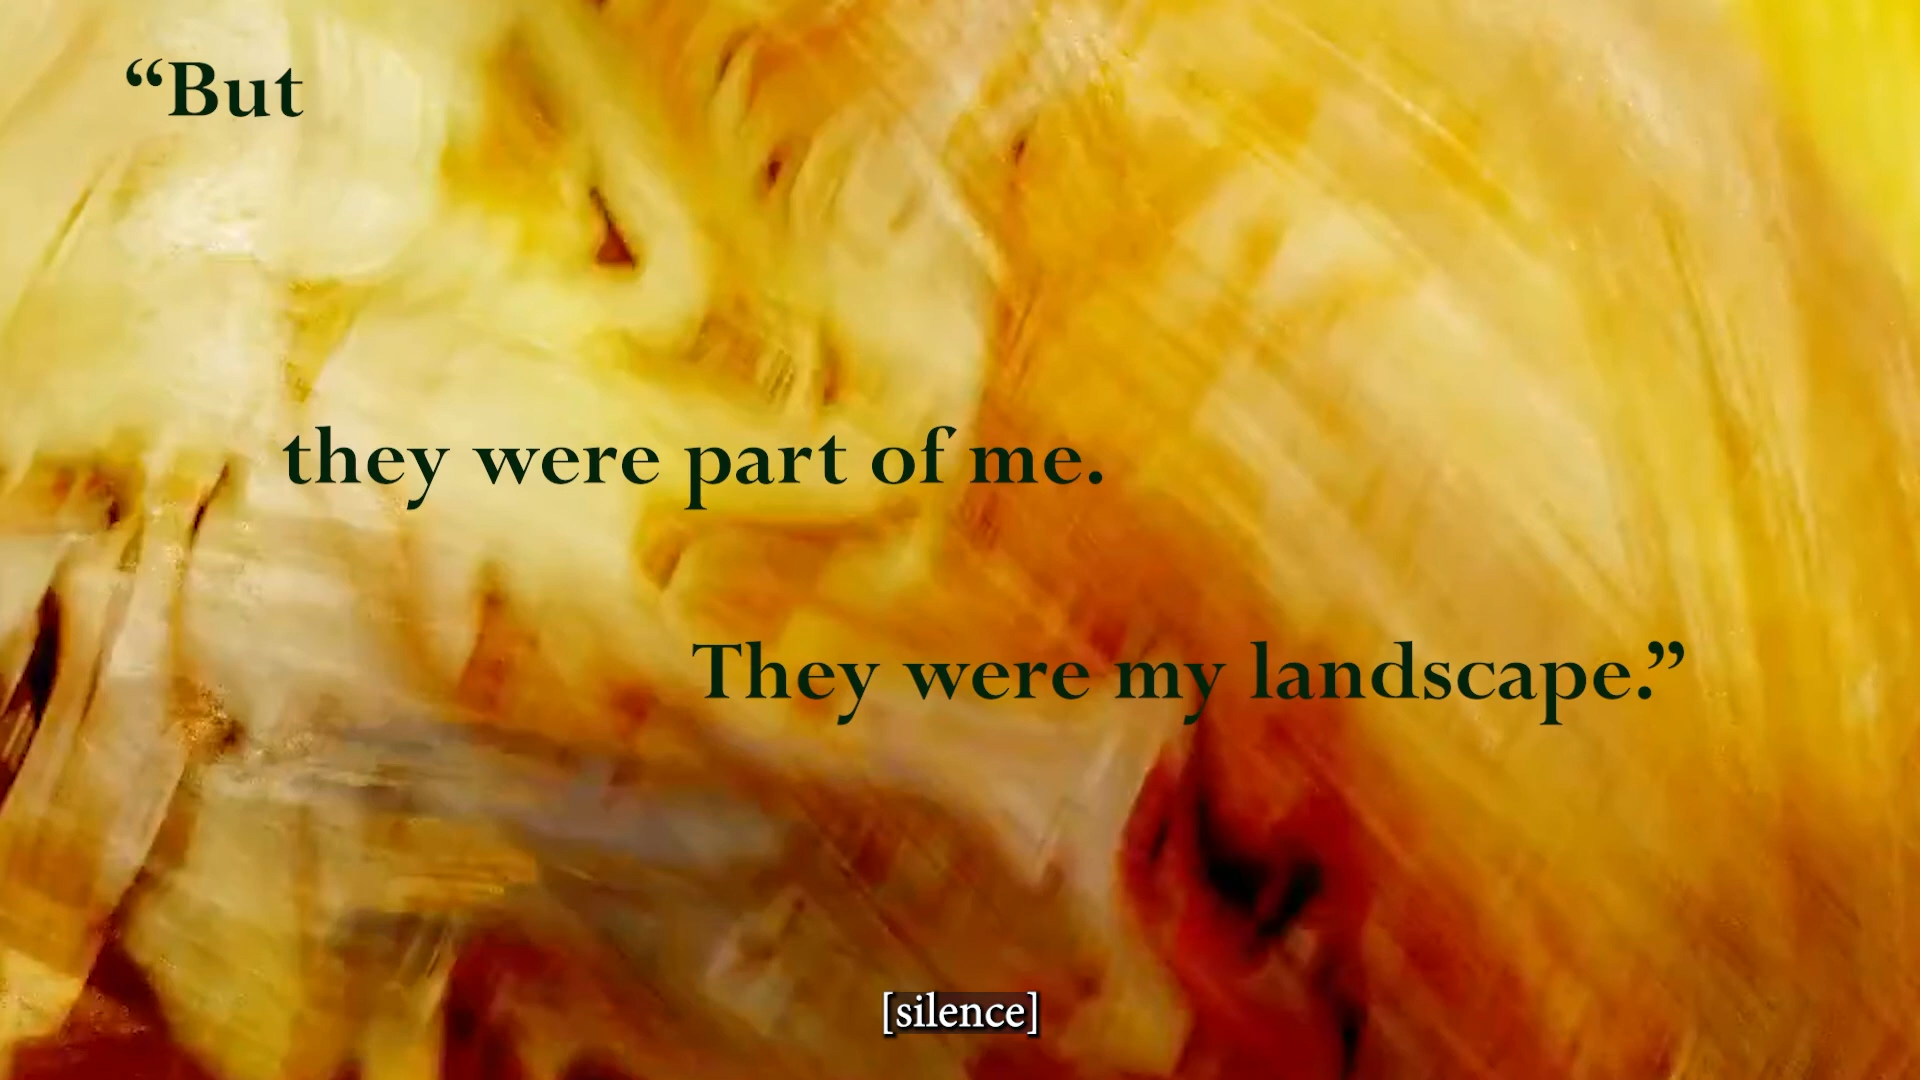 “But
they were part of me.
They were my landscape.”
[silence]